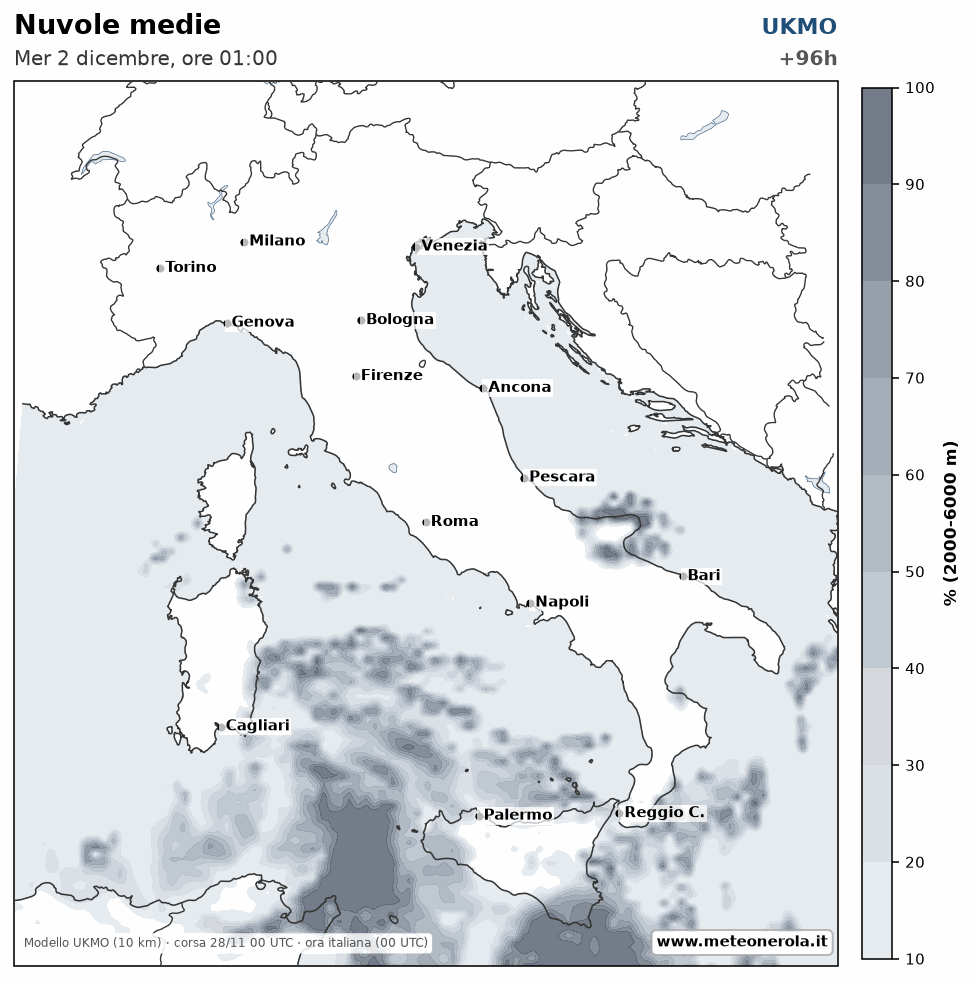 Nuvole medie
UKMO
Mer 2 dicembre, ore 01:00
+96h
Milano
Venezia
Torino
Genova
Bologna
Firenze
Ancona
Pescara
Roma
Bari
Napoli
Cagliari
Palermo
Reggio C.
100
90
80
70
60
50
40
30
20
10
% (2000-6000 m)
Modello UKMO (10 km) · corsa 28/11 00 UTC · ora italiana (00 UTC)
www.meteonerola.it